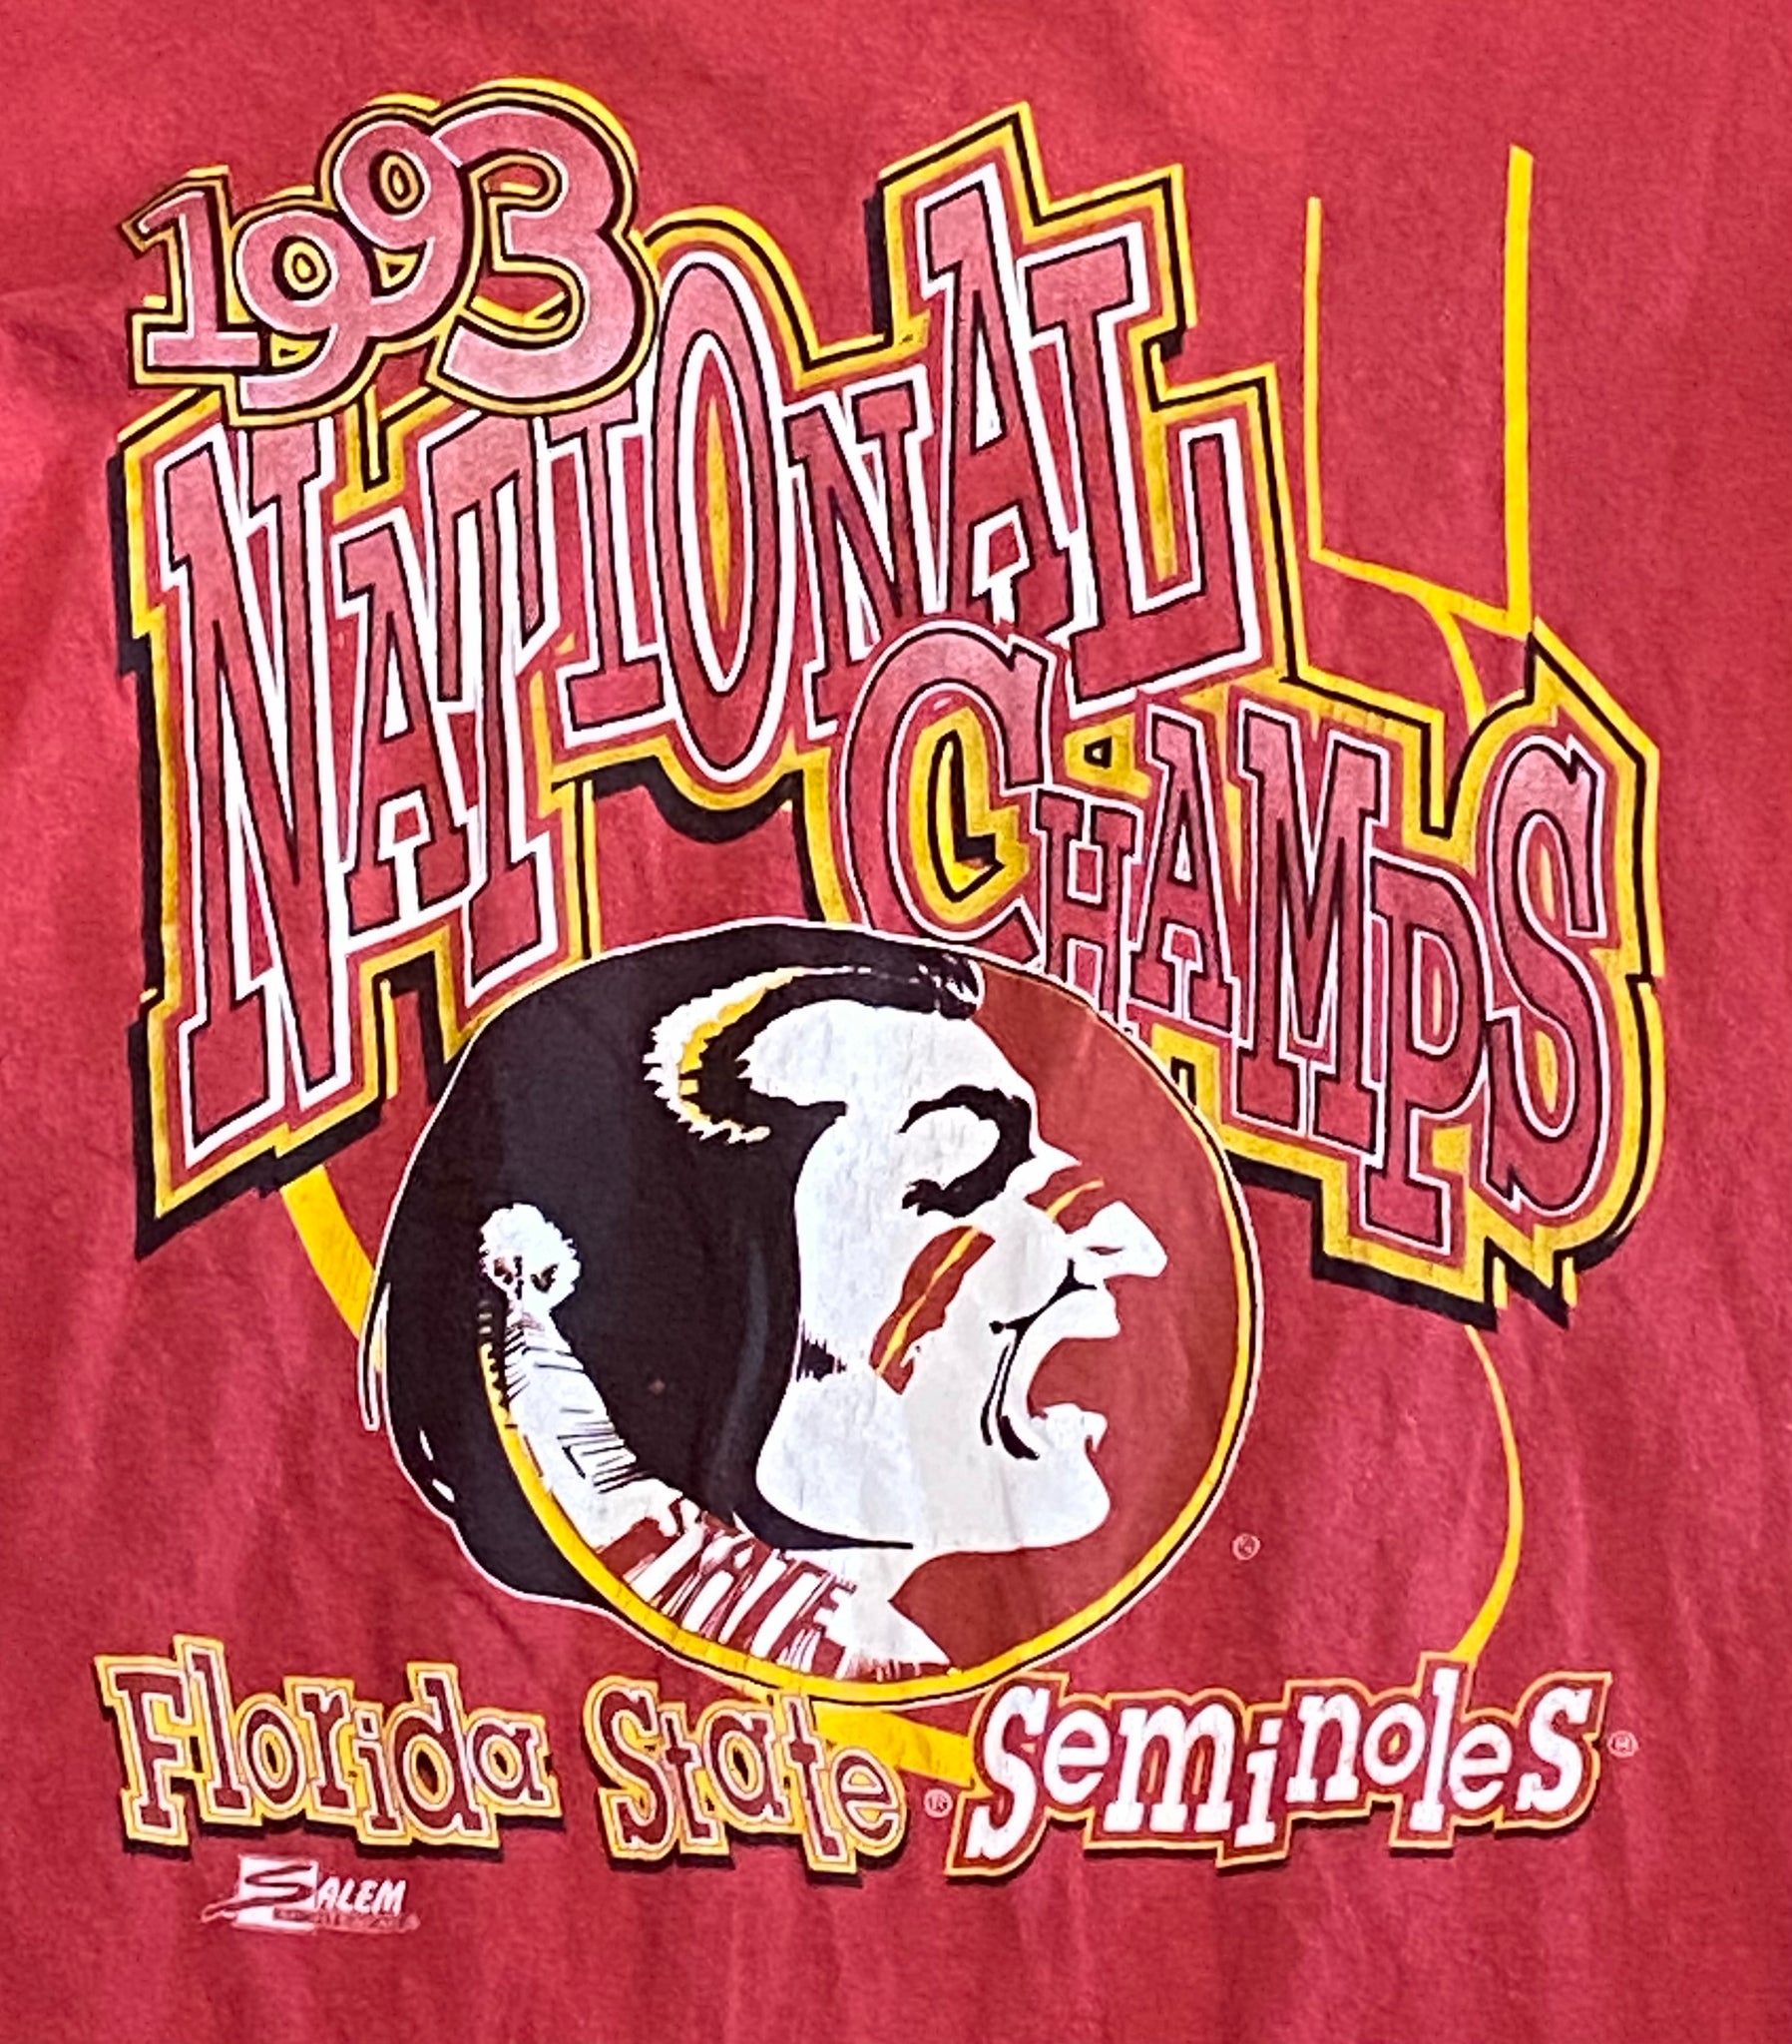 1993
NATIONAL
CHAMPS
Florida State® Seminoles®
SALEM